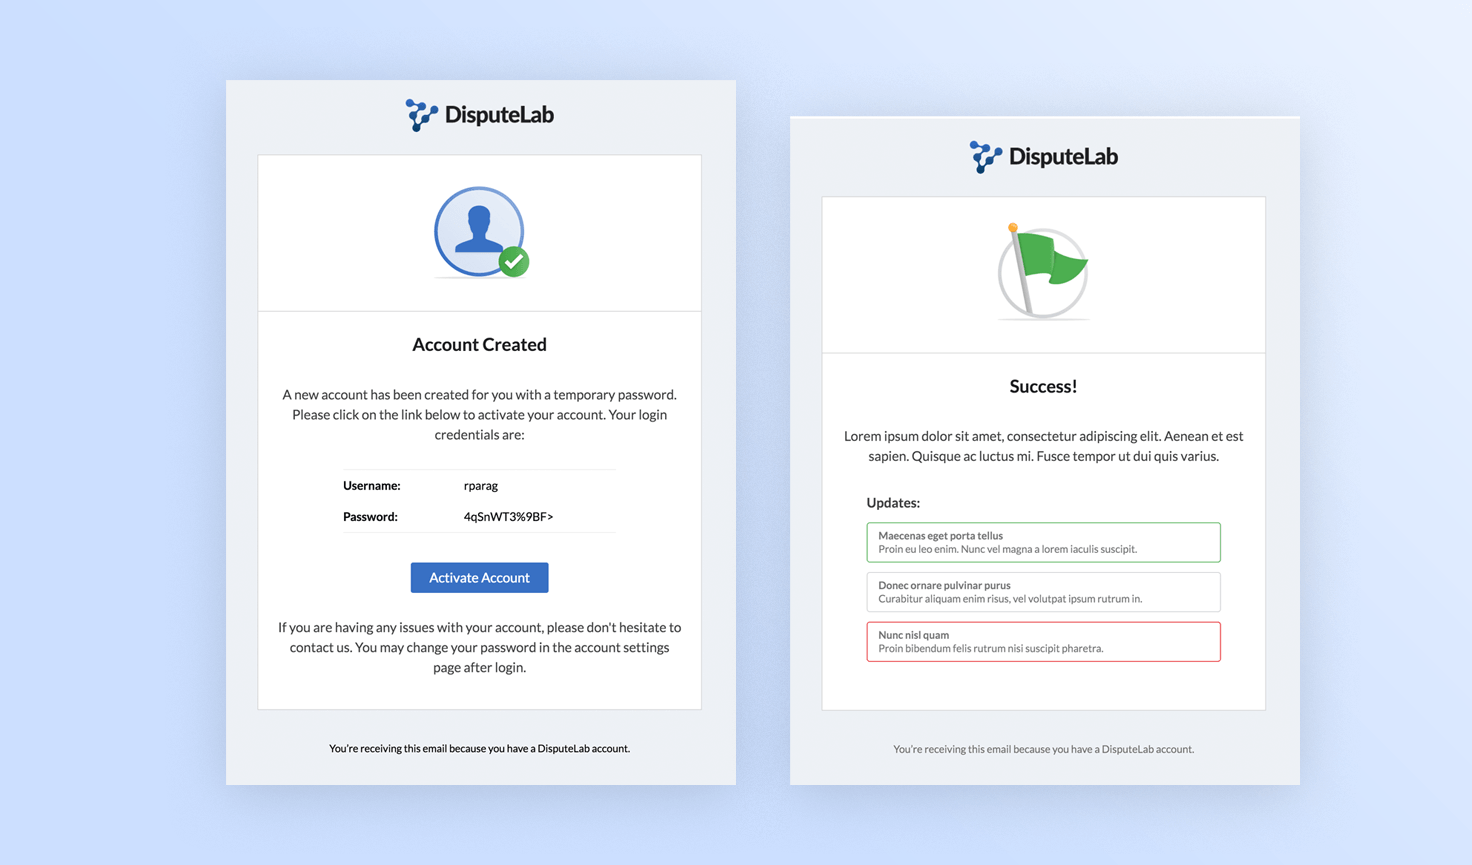 DisputeLab
Account Created
A new account has been created for you with a temporary password.
Please click on the link below to activate your account. Your login
credentials are:
Username: rparag
Password: 4qSnWT3%9BF>
Activate Account
If you are having any issues with your account, please don't hesitate to
contact us. You may change your password in the account settings
page after login.
You're receiving this email because you have a DisputeLab account.
DisputeLab
Success!
Lorem ipsum dolor sit amet, consectetur adipiscing elit. Aenean et est
sapien. Quisque ac luctus mi. Fusce tempor ut dui quis varius.
Updates:
Maecenas eget porta tellus
Proin eu leo enim. Nunc vel magna a lorem iaculis suscipit.
Donec ornare pulvinar purus
Curabitur aliquam enim risus, vel volutpat ipsum rutrum in.
Nunc nisl quam
Proin bibendum felis rutrum nisi suscipit pharetra.
You're receiving this email because you have a DisputeLab account.